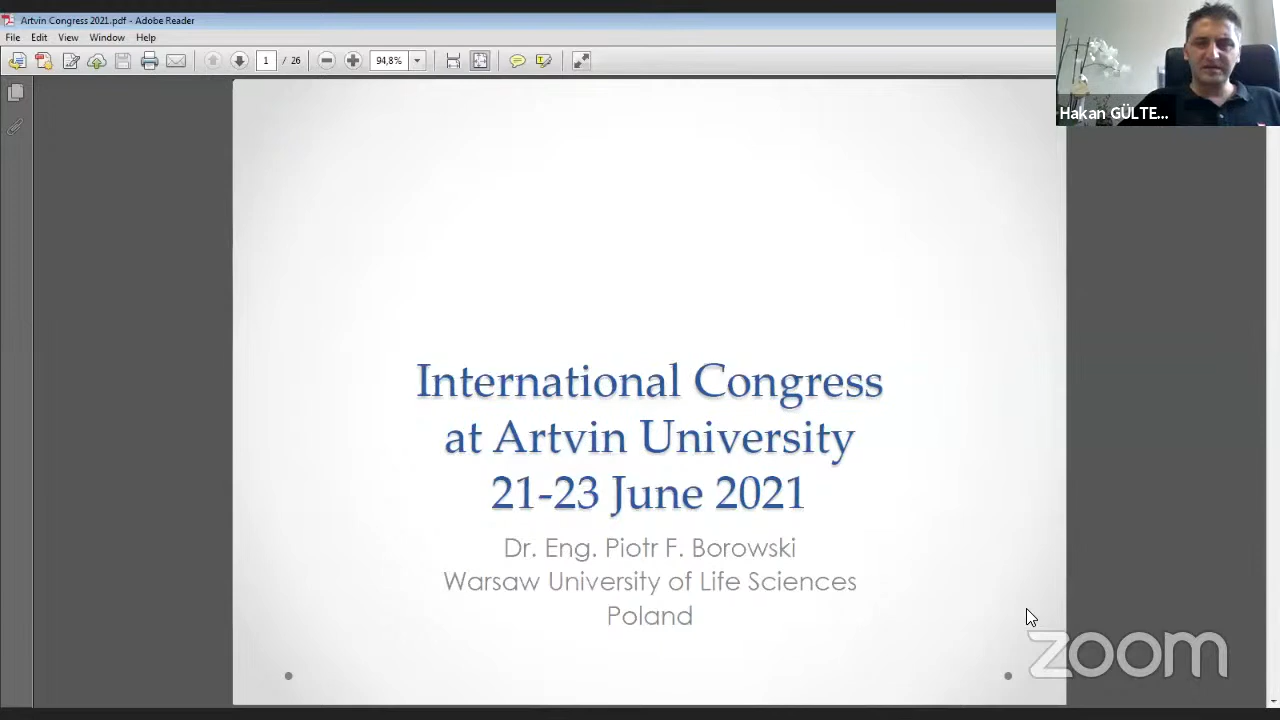 Artvin Congress 2021.pdf - Adobe Reader
File Edit View Window Help
1 / 26 94,8%
Hakan GÜLTE...
International Congress
at Artvin University
21-23 June 2021
Dr. Eng. Piotr F. Borowski
Warsaw University of Life Sciences
Poland
zoom